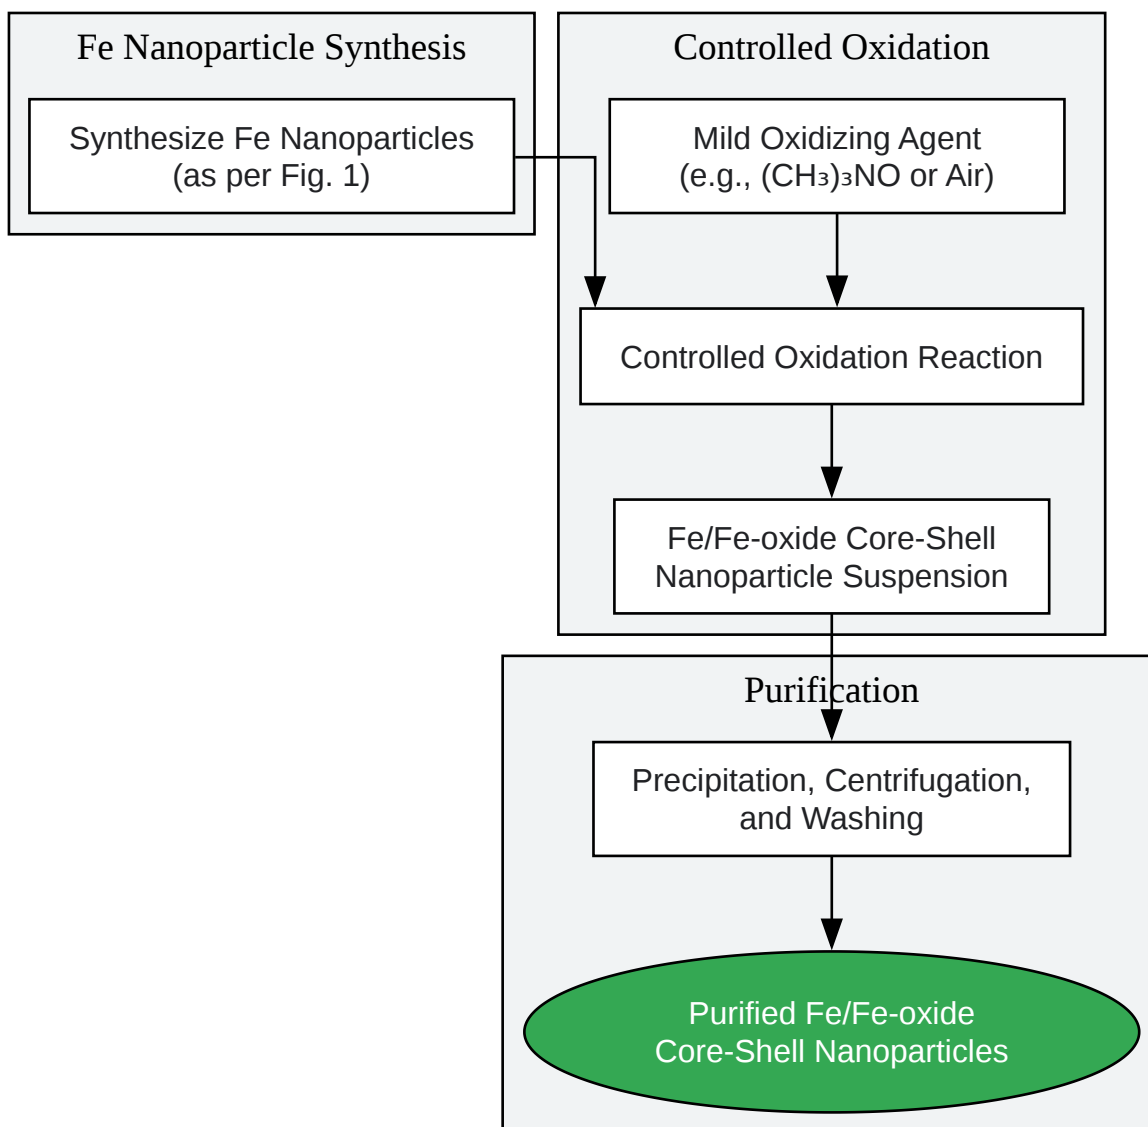 Fe Nanoparticle Synthesis
Synthesize Fe Nanoparticles
(as per Fig. 1)
Controlled Oxidation
Mild Oxidizing Agent
(e.g., (CH₃)₃NO or Air)
Controlled Oxidation Reaction
Fe/Fe-oxide Core-Shell
Nanoparticle Suspension
Purification
Precipitation, Centrifugation,
and Washing
Purified Fe/Fe-oxide
Core-Shell Nanoparticles